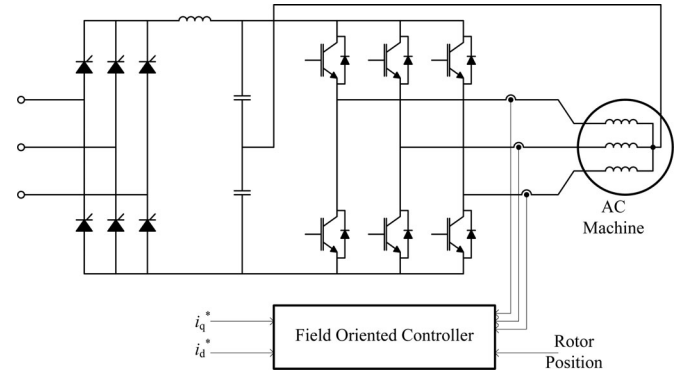 AC
Machine
i_q^*
Field Oriented Controller
i_d^*
Rotor
Position